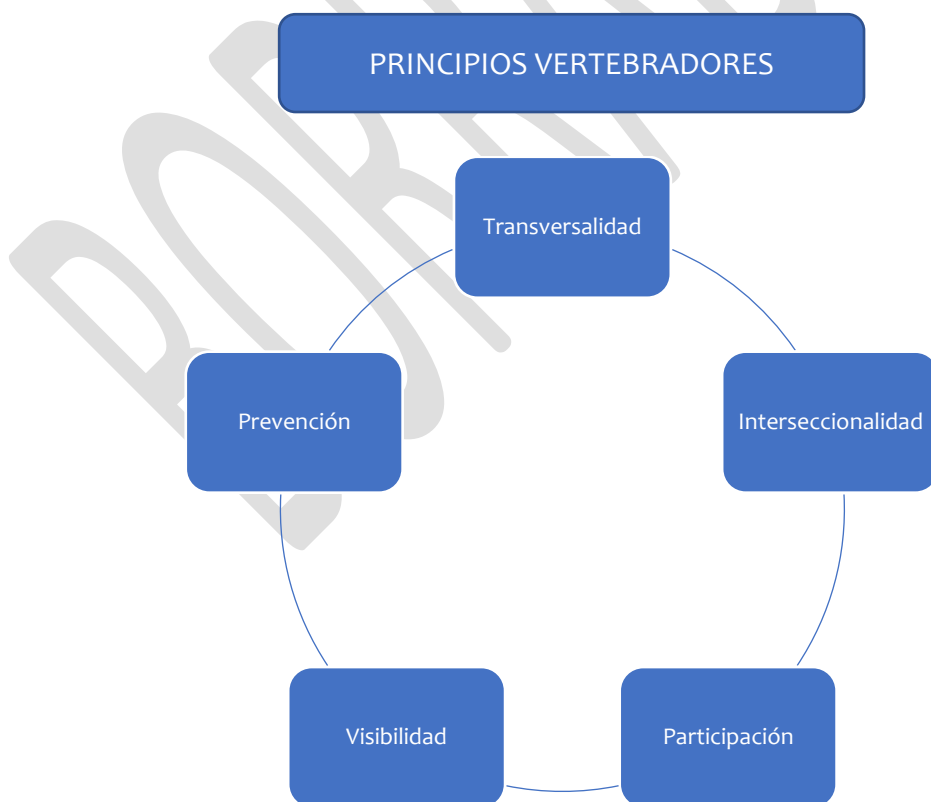 PRINCIPIOS VERTEBRADORES
Transversalidad
Interseccionalidad
Participación
Visibilidad
Prevención